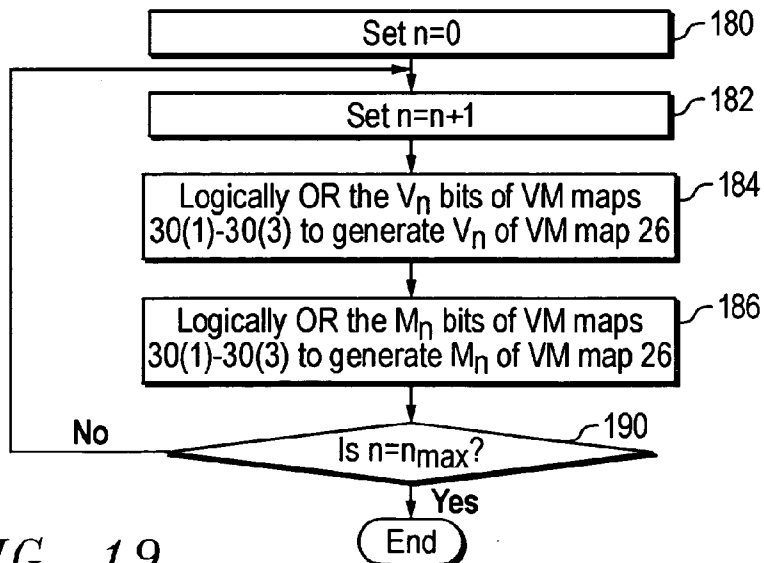 Set n=0
180
Set n=n+1
182
Logically OR the Vn bits of VM maps
30(1)-30(3) to generate Vn of VM map 26
184
Logically OR the Mn bits of VM maps
30(1)-30(3) to generate Mn of VM map 26
186
No
Is n=nmax?
190
Yes
End
19